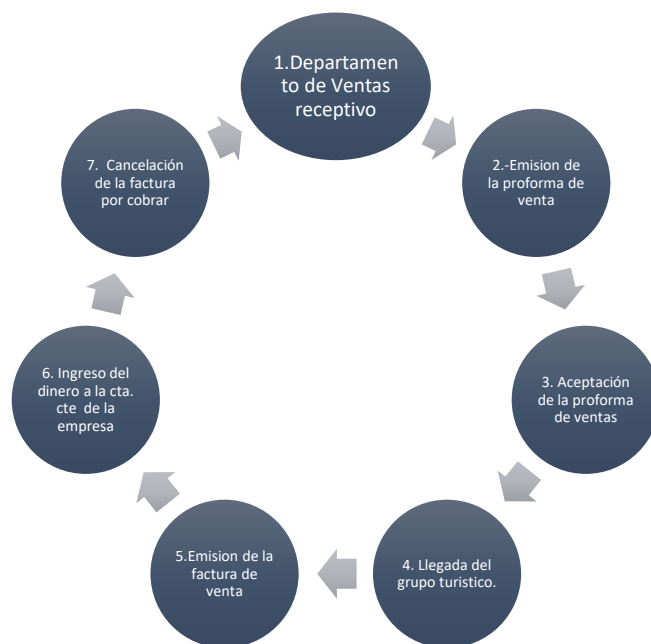 1.Departamen
to de Ventas
receptivo
2.-Emision de
la proforma de
venta
3. Aceptación
de la proforma
de ventas
4. Llegada del
grupo turistico.
5.Emision de la
factura de
venta
6. Ingreso del
dinero a la cta.
cte de la
empresa
7. Cancelación
de la factura
por cobrar